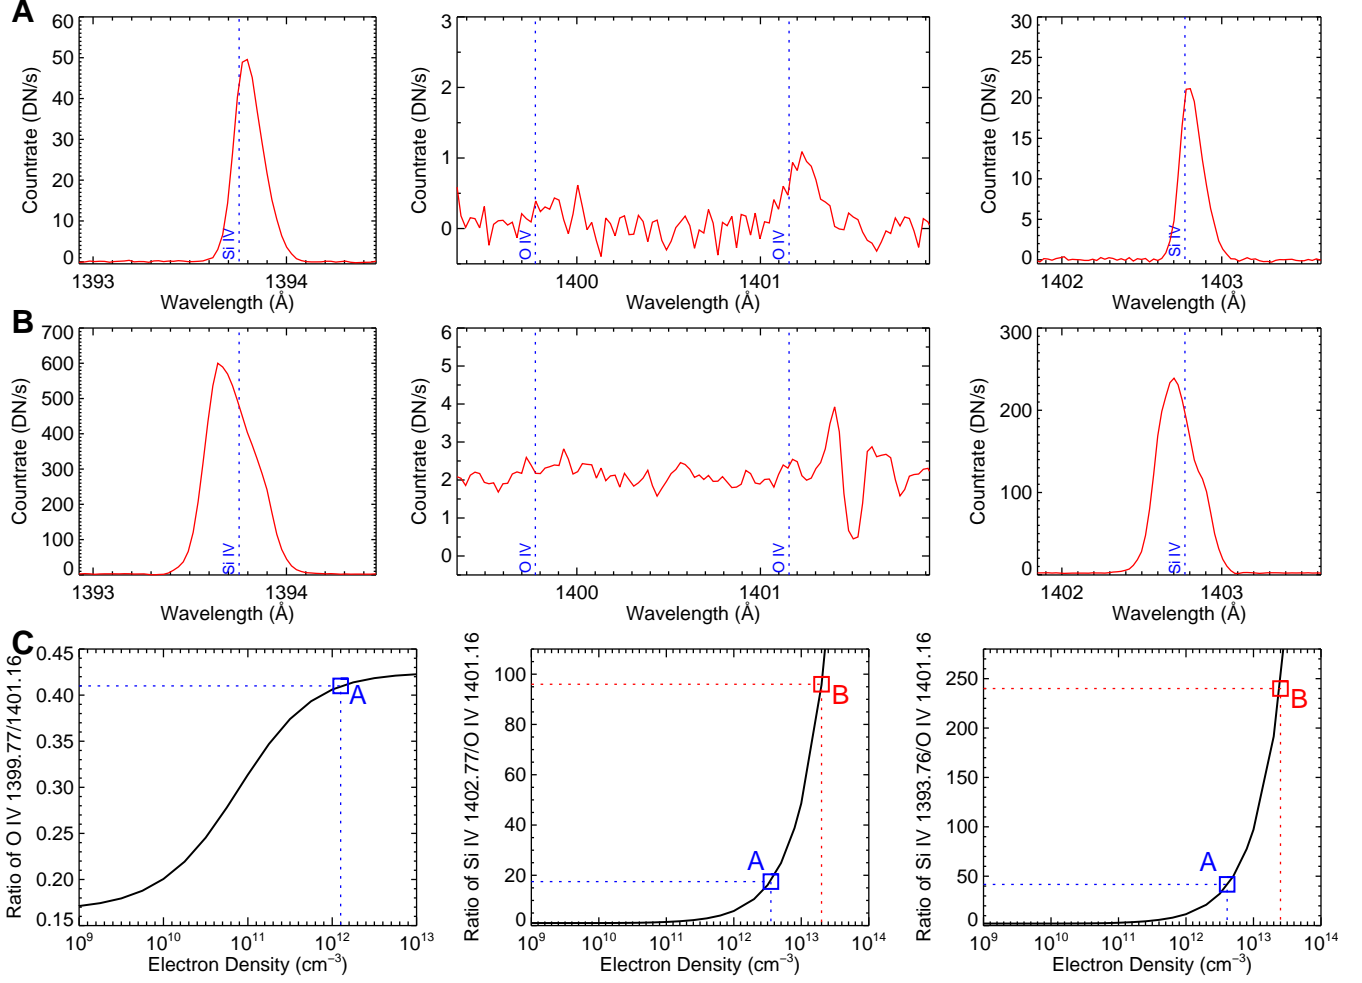 A
60
50
40
30
20
10
0
Countrate (DN/s)
Si IV
1393
1394
Wavelength (Å)
3
2
1
0
Countrate (DN/s)
O IV
O IV
1400
1401
Wavelength (Å)
30
25
20
15
10
5
0
Countrate (DN/s)
Si IV
1402
1403
Wavelength (Å)
B
700
600
500
400
300
200
100
0
Countrate (DN/s)
Si IV
1393
1394
Wavelength (Å)
6
5
4
3
2
1
0
Countrate (DN/s)
O IV
O IV
1400
1401
Wavelength (Å)
300
200
100
0
Countrate (DN/s)
Si IV
1402
1403
Wavelength (Å)
C
0.45
0.40
0.35
0.30
0.25
0.20
0.15
Ratio of O IV 1399.77/1401.16
A
10⁹
10¹⁰
10¹¹
10¹²
10¹³
Electron Density (cm⁻³)
100
80
60
40
20
0
Ratio of Si IV 1402.77/O IV 1401.16
A
B
10⁹
10¹⁰
10¹¹
10¹²
10¹³
10¹⁴
Electron Density (cm⁻³)
250
200
150
100
50
0
Ratio of Si IV 1393.76/O IV 1401.16
A
B
10⁹
10¹⁰
10¹¹
10¹²
10¹³
10¹⁴
Electron Density (cm⁻³)